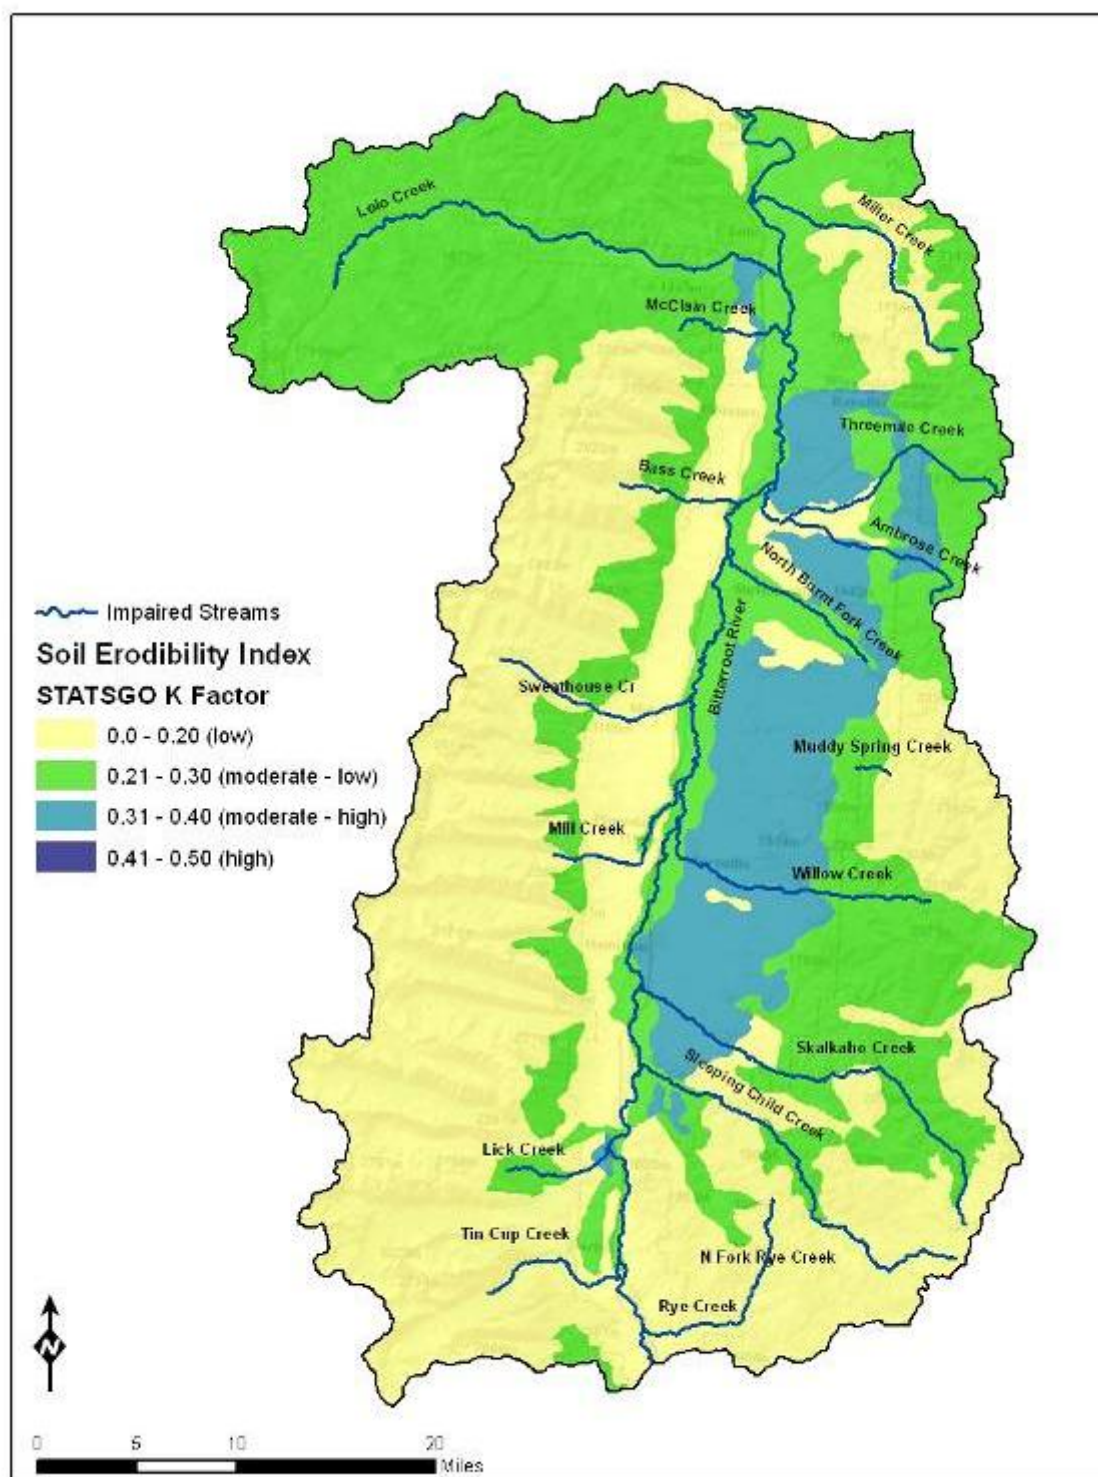 Lolo Creek
Miller Creek
McClain Creek
Threemile Creek
Bass Creek
Ambrose Creek
North Burnt Fork Creek
Impaired Streams
Soil Erodibility Index
STATSGO K Factor
0.0 - 0.20 (low)
0.21 - 0.30 (moderate - low)
0.31 - 0.40 (moderate - high)
0.41 - 0.50 (high)
Bitterroot River
Sweathouse Cr
Muddy Spring Creek
Mill Creek
Willow Creek
Skalkaho Creek
Sleeping Child Creek
Lick Creek
Tin Cup Creek
N Fork Rye Creek
Rye Creek
N
0 5 10 20
Miles